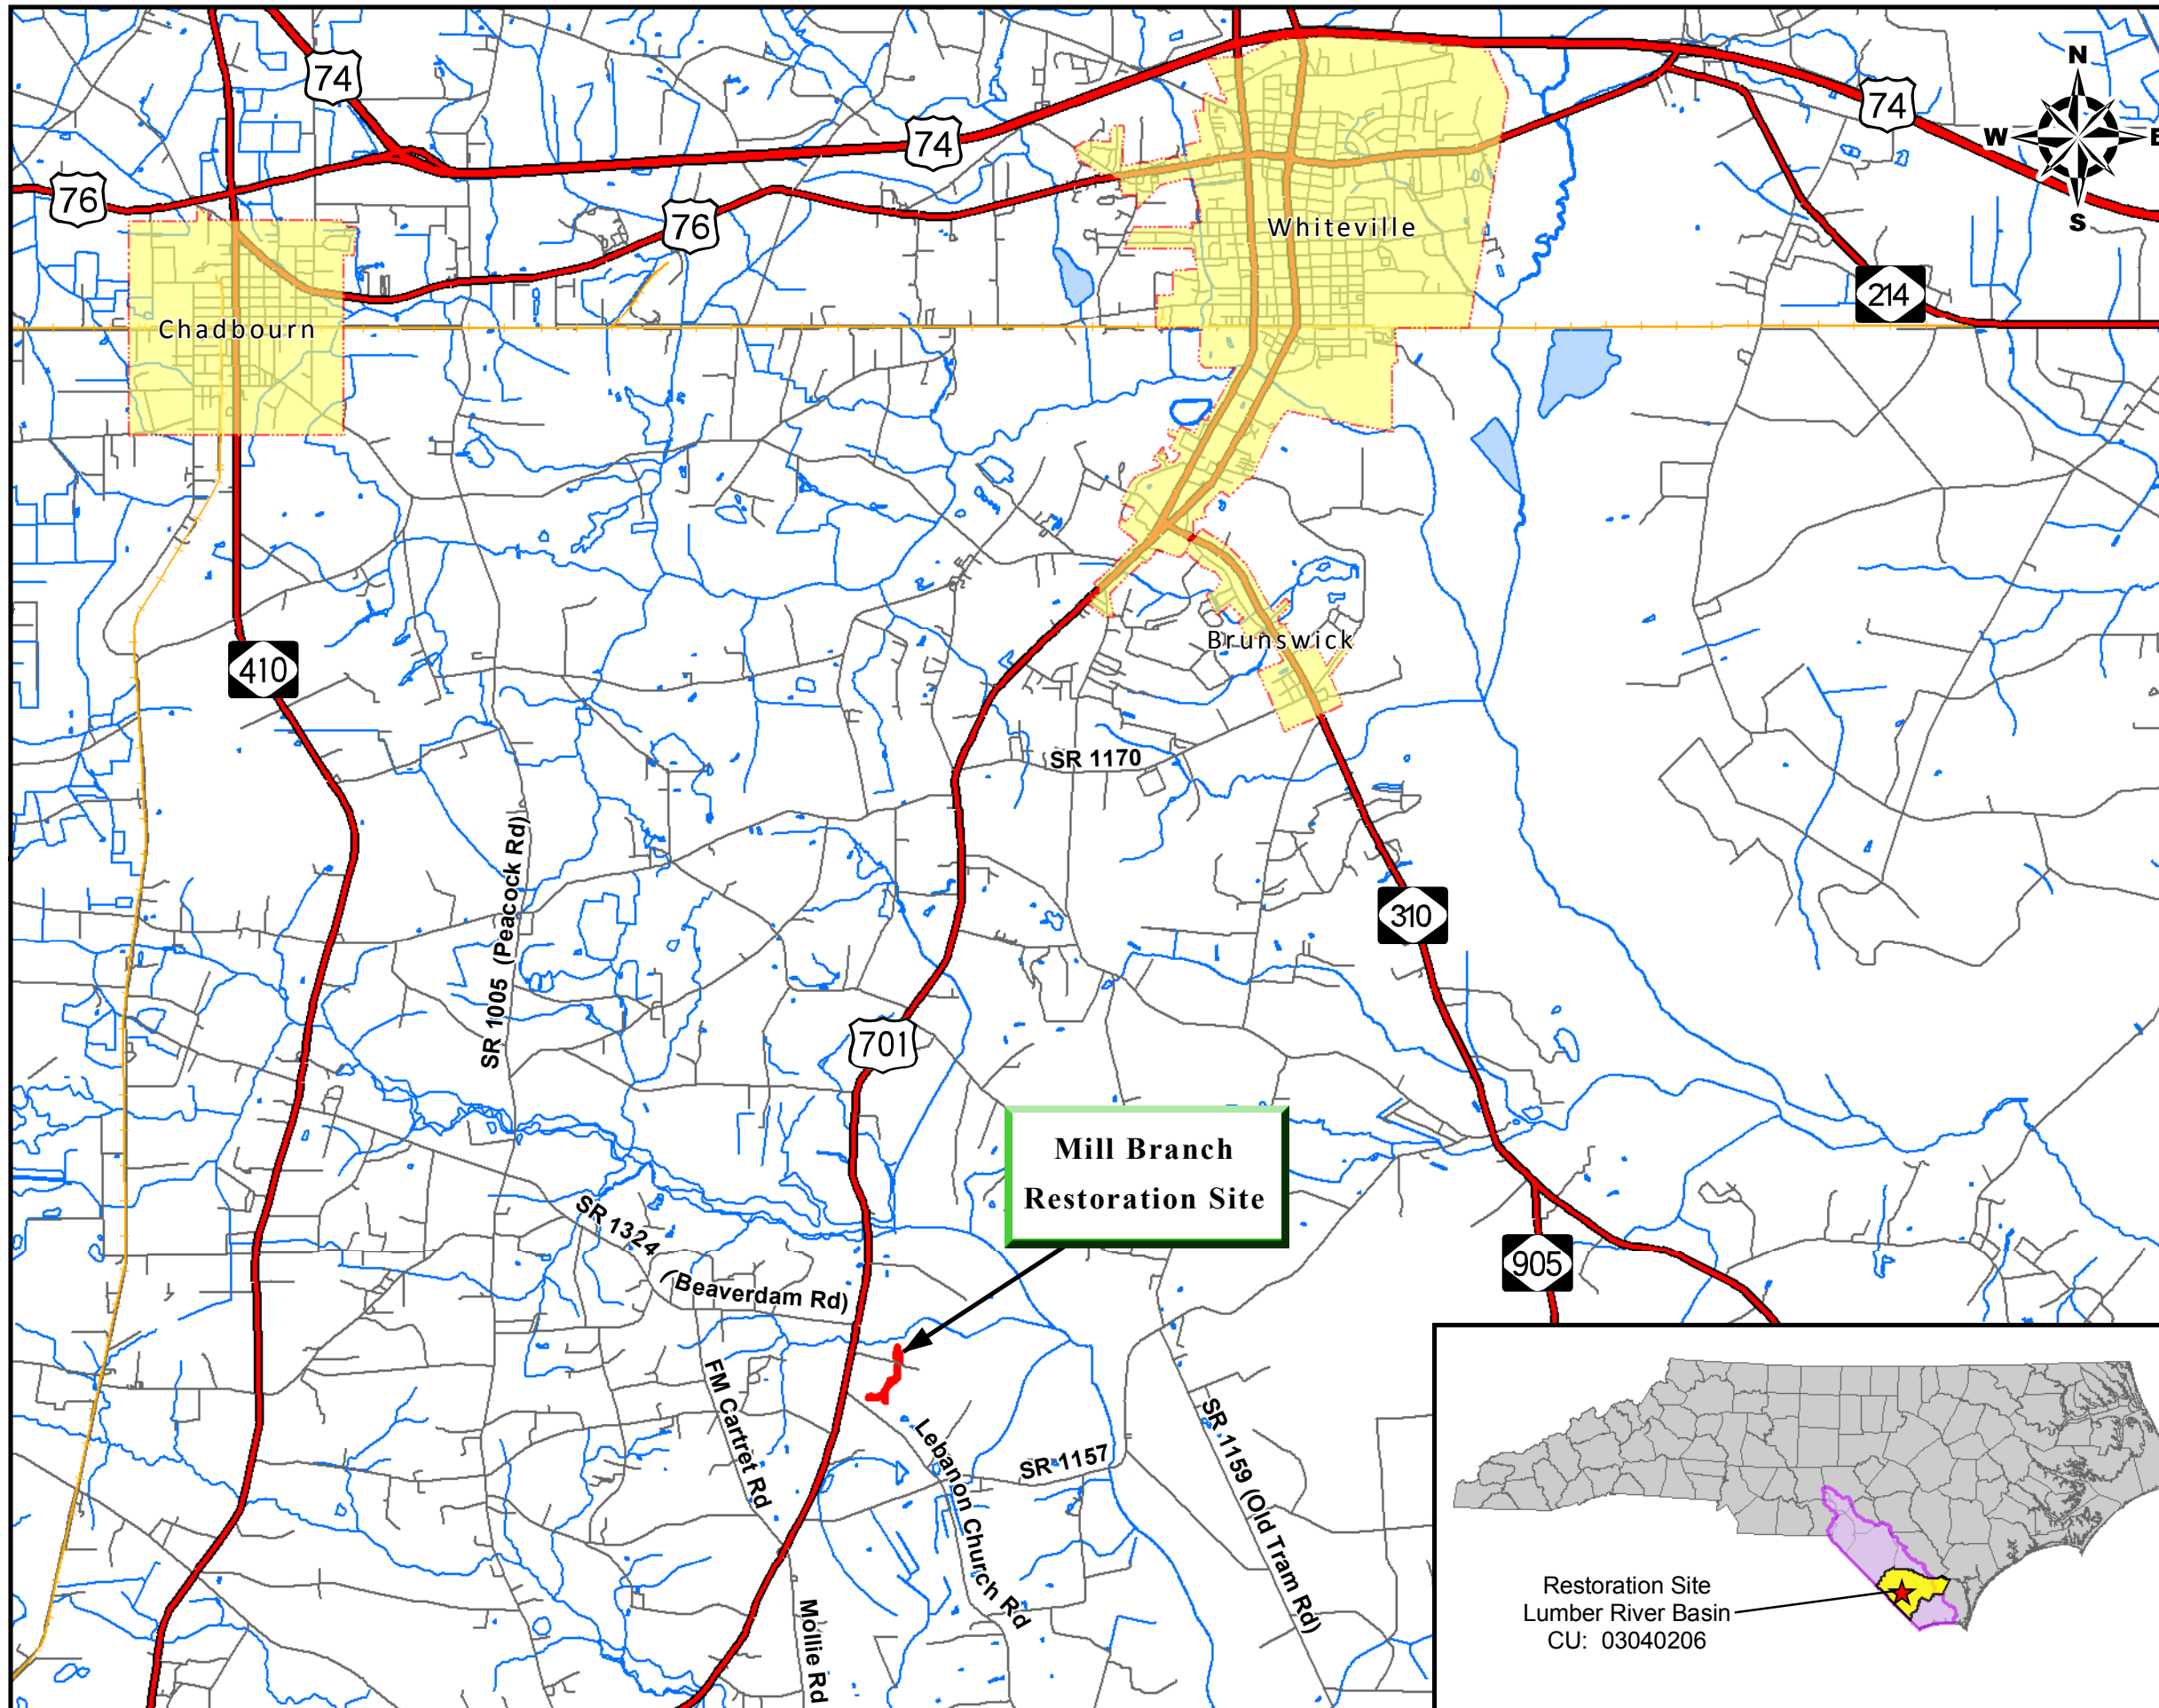 74
N
74
74
W
E
76
S
76
Whiteville
214
Chadbourn
Brunswick
410
SR 1170
SR 1005 (Peacock Rd)
310
701
Mill Branch
Restoration Site
SR 1324
(Beaverdam Rd)
905
FM Cartret Rd
Lebanon Church Rd
SR 1157
SR 1159 (Old Tram Rd)
Mollie Rd
Restoration Site
Lumber River Basin
CU: 03040206